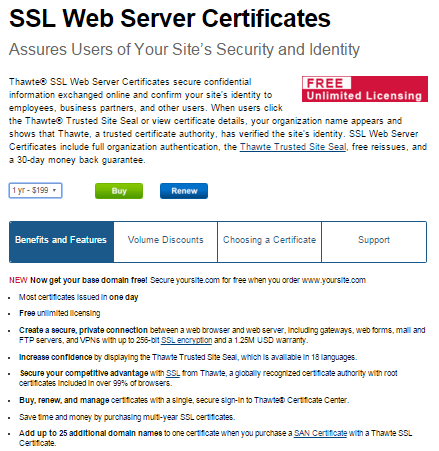 SSL Web Server Certificates
Assures Users of Your Site's Security and Identity
Thawte® SSL Web Server Certificates secure confidential
information exchanged online and confirm your site's identity to
employees, business partners, and other users. When users click
the Thawte® Trusted Site Seal or view certificate details, your organization name appears and
shows that Thawte, a trusted certificate authority, has verified the site's identity. SSL Web Server
Certificates include full organization authentication, the Thawte Trusted Site Seal, free reissues, and
a 30-day money back guarantee.
FREE
Unlimited Licensing
1 yr - $199
Buy
Renew
Benefits and Features
Volume Discounts
Choosing a Certificate
Support
NEW Now get your base domain free! Secure yoursite.com for free when you order www.yoursite.com
• Most certificates issued in one day
• Free unlimited licensing
• Create a secure, private connection between a web browser and web server, including gateways, web forms, mail and
FTP servers, and VPNs with up to 256-bit SSL encryption and a 1.25M USD warranty.
• Increase confidence by displaying the Thawte Trusted Site Seal, which is available in 18 languages.
• Secure your competitive advantage with SSL from Thawte, a globally recognized certificate authority with root
certificates included in over 99% of browsers.
• Buy, renew, and manage certificates with a single, secure sign-in to Thawte® Certificate Center.
• Save time and money by purchasing multi-year SSL certificates.
• Add up to 25 additional domain names to one certificate when you purchase a SAN Certificate with a Thawte SSL
Certificate.